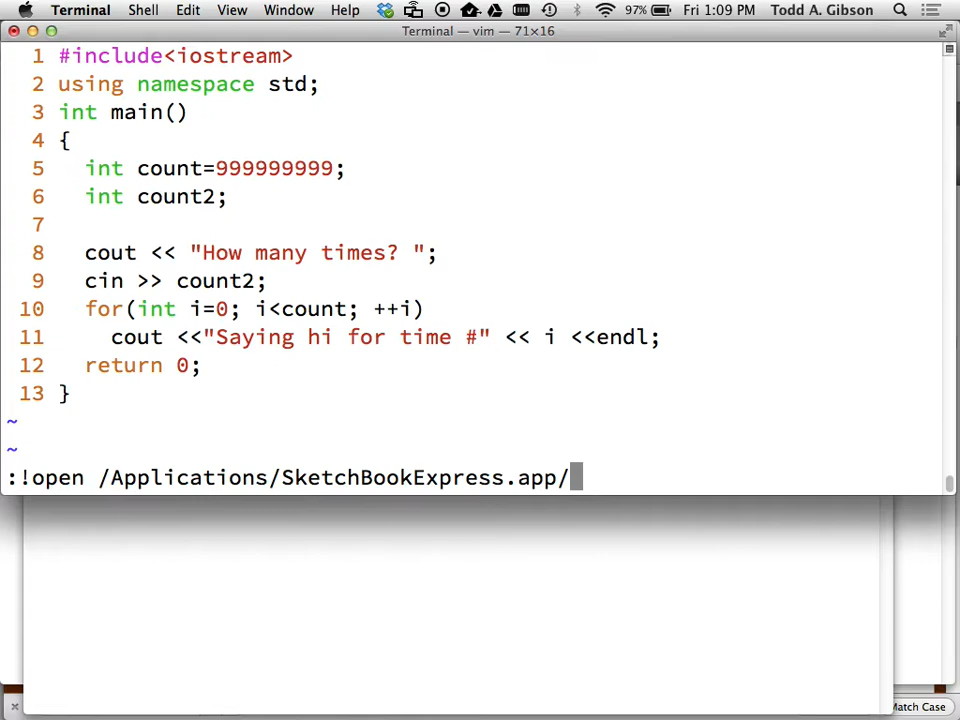 Terminal Shell Edit View Window Help 97% Fri 1:09 PM Todd A. Gibson
Terminal — vim — 71×16
1 #include<iostream>
2 using namespace std;
3 int main()
4 {
5   int count=999999999;
6   int count2;
7
8   cout << "How many times? ";
9   cin >> count2;
10   for(int i=0; i<count; ++i)
11     cout <<"Saying hi for time #" << i <<endl;
12   return 0;
13 }
~
~
:!open /Applications/SketchBookExpress.app/
Match Case